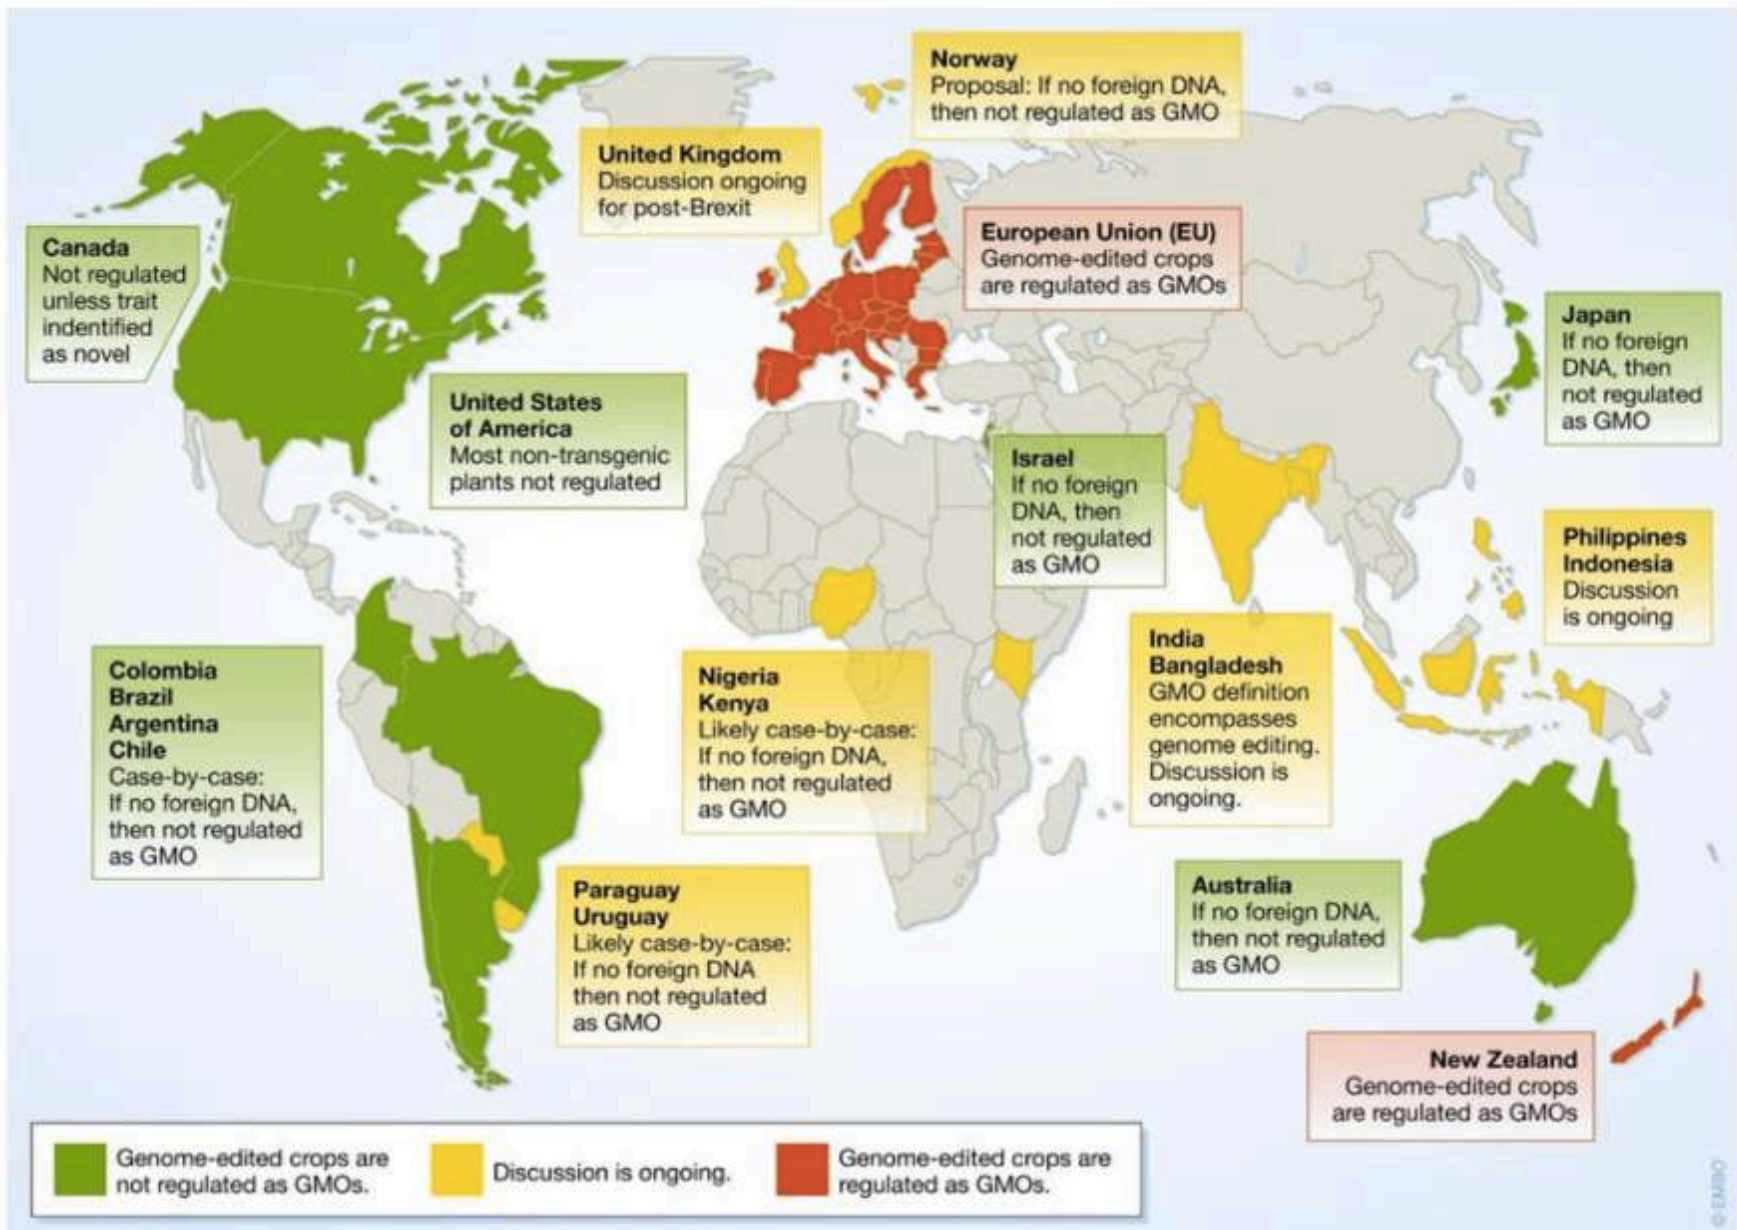 Norway
Proposal: If no foreign DNA,
then not regulated as GMO
United Kingdom
Discussion ongoing
for post-Brexit
European Union (EU)
Genome-edited crops
are regulated as GMOs
Canada
Not regulated
unless trait
indentified
as novel
United States
of America
Most non-transgenic
plants not regulated
Japan
If no foreign
DNA, then
not regulated
as GMO
Israel
If no foreign
DNA, then
not regulated
as GMO
Philippines
Indonesia
Discussion
is ongoing
Colombia
Brazil
Argentina
Chile
Case-by-case:
If no foreign DNA,
then not regulated
as GMO
Nigeria
Kenya
Likely case-by-case:
If no foreign DNA,
then not regulated
as GMO
India
Bangladesh
GMO definition
encompasses
genome editing.
Discussion is
ongoing.
Paraguay
Uruguay
Likely case-by-case:
If no foreign DNA
then not regulated
as GMO
Australia
If no foreign DNA,
then not regulated
as GMO
New Zealand
Genome-edited crops
are regulated as GMOs
Genome-edited crops are
not regulated as GMOs.
Discussion is ongoing.
Genome-edited crops are
regulated as GMOs.
© EMBO